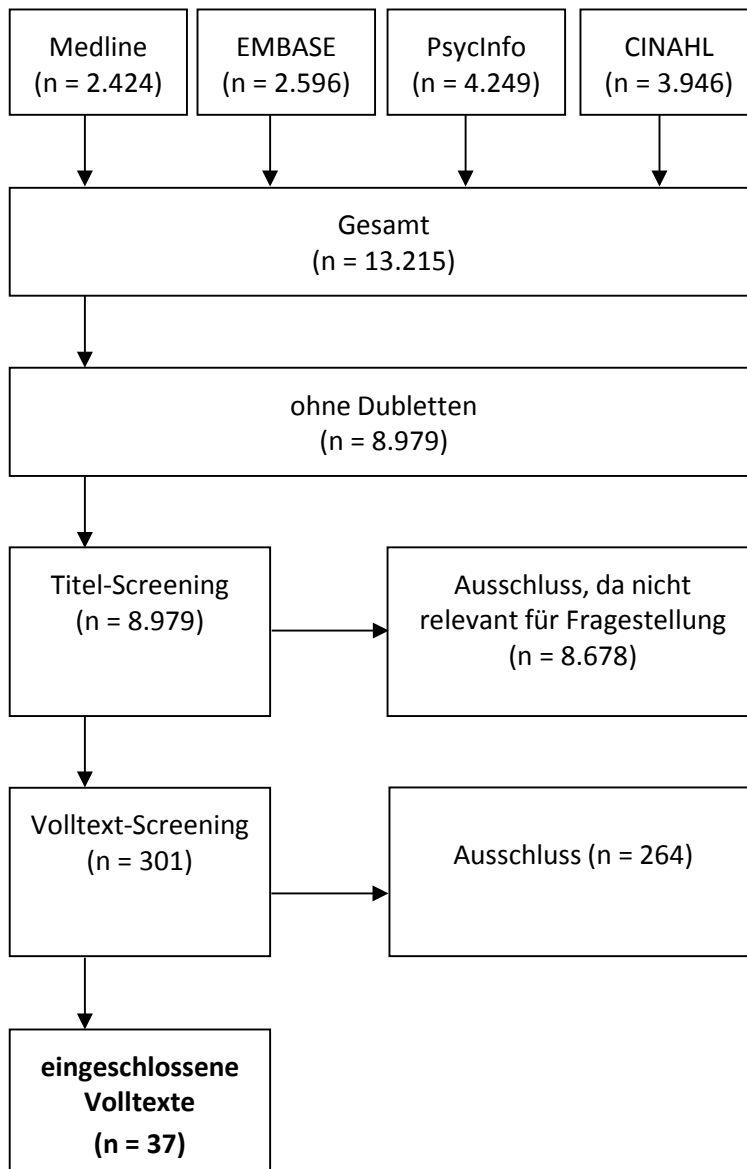 Medline
(n = 2.424)
EMBASE
(n = 2.596)
PsycInfo
(n = 4.249)
CINAHL
(n = 3.946)
Gesamt
(n = 13.215)
ohne Dubletten
(n = 8.979)
Titel-Screening
(n = 8.979)
Ausschluss, da nicht
relevant für Fragestellung
(n = 8.678)
Volltext-Screening
(n = 301)
Ausschluss (n = 264)
eingeschlossene
Volltexte
(n = 37)